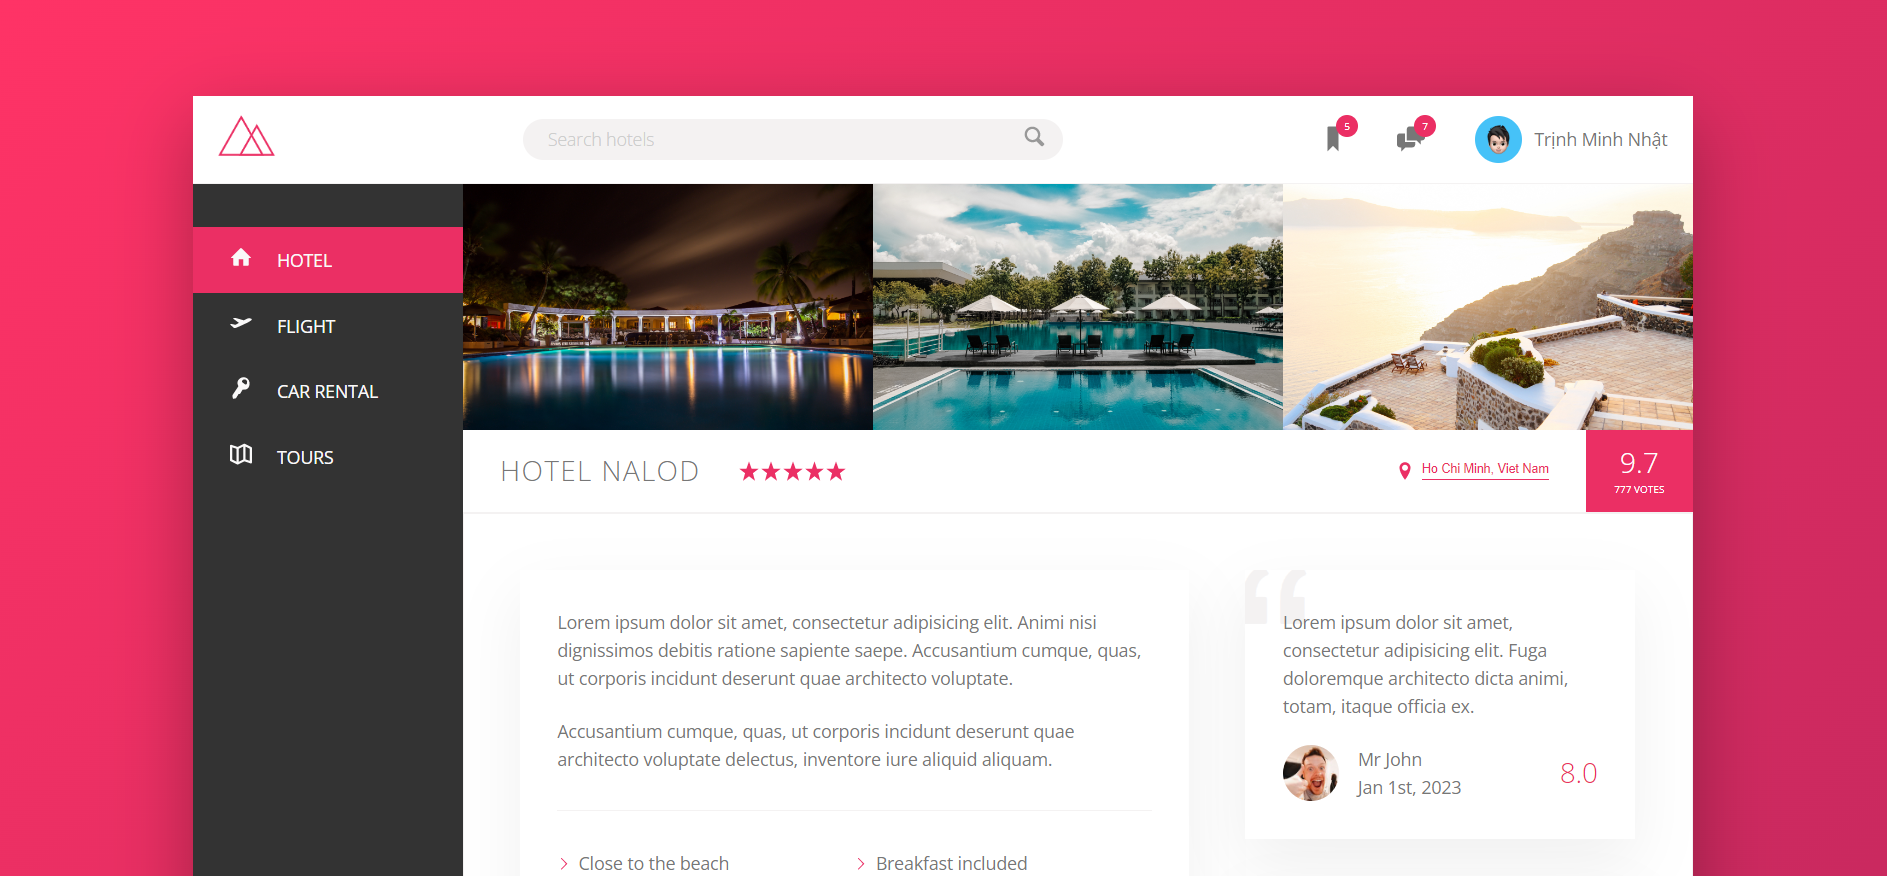 Search hotels
5
7
Trịnh Minh Nhật
HOTEL
FLIGHT
CAR RENTAL
TOURS
HOTEL NALOD
Ho Chi Minh, Viet Nam
9.7
777 VOTES
Lorem ipsum dolor sit amet, consectetur adipisicing elit. Animi nisi
dignissimos debitis ratione sapiente saepe. Accusantium cumque, quas,
ut corporis incidunt deserunt quae architecto voluptate.
Accusantium cumque, quas, ut corporis incidunt deserunt quae
architecto voluptate delectus, inventore iure aliquid aliquam.
Close to the beach
Breakfast included
“
Lorem ipsum dolor sit amet,
consectetur adipisicing elit. Fuga
doloremque architecto dicta animi,
totam, itaque officia ex.
Mr John
Jan 1st, 2023
8.0